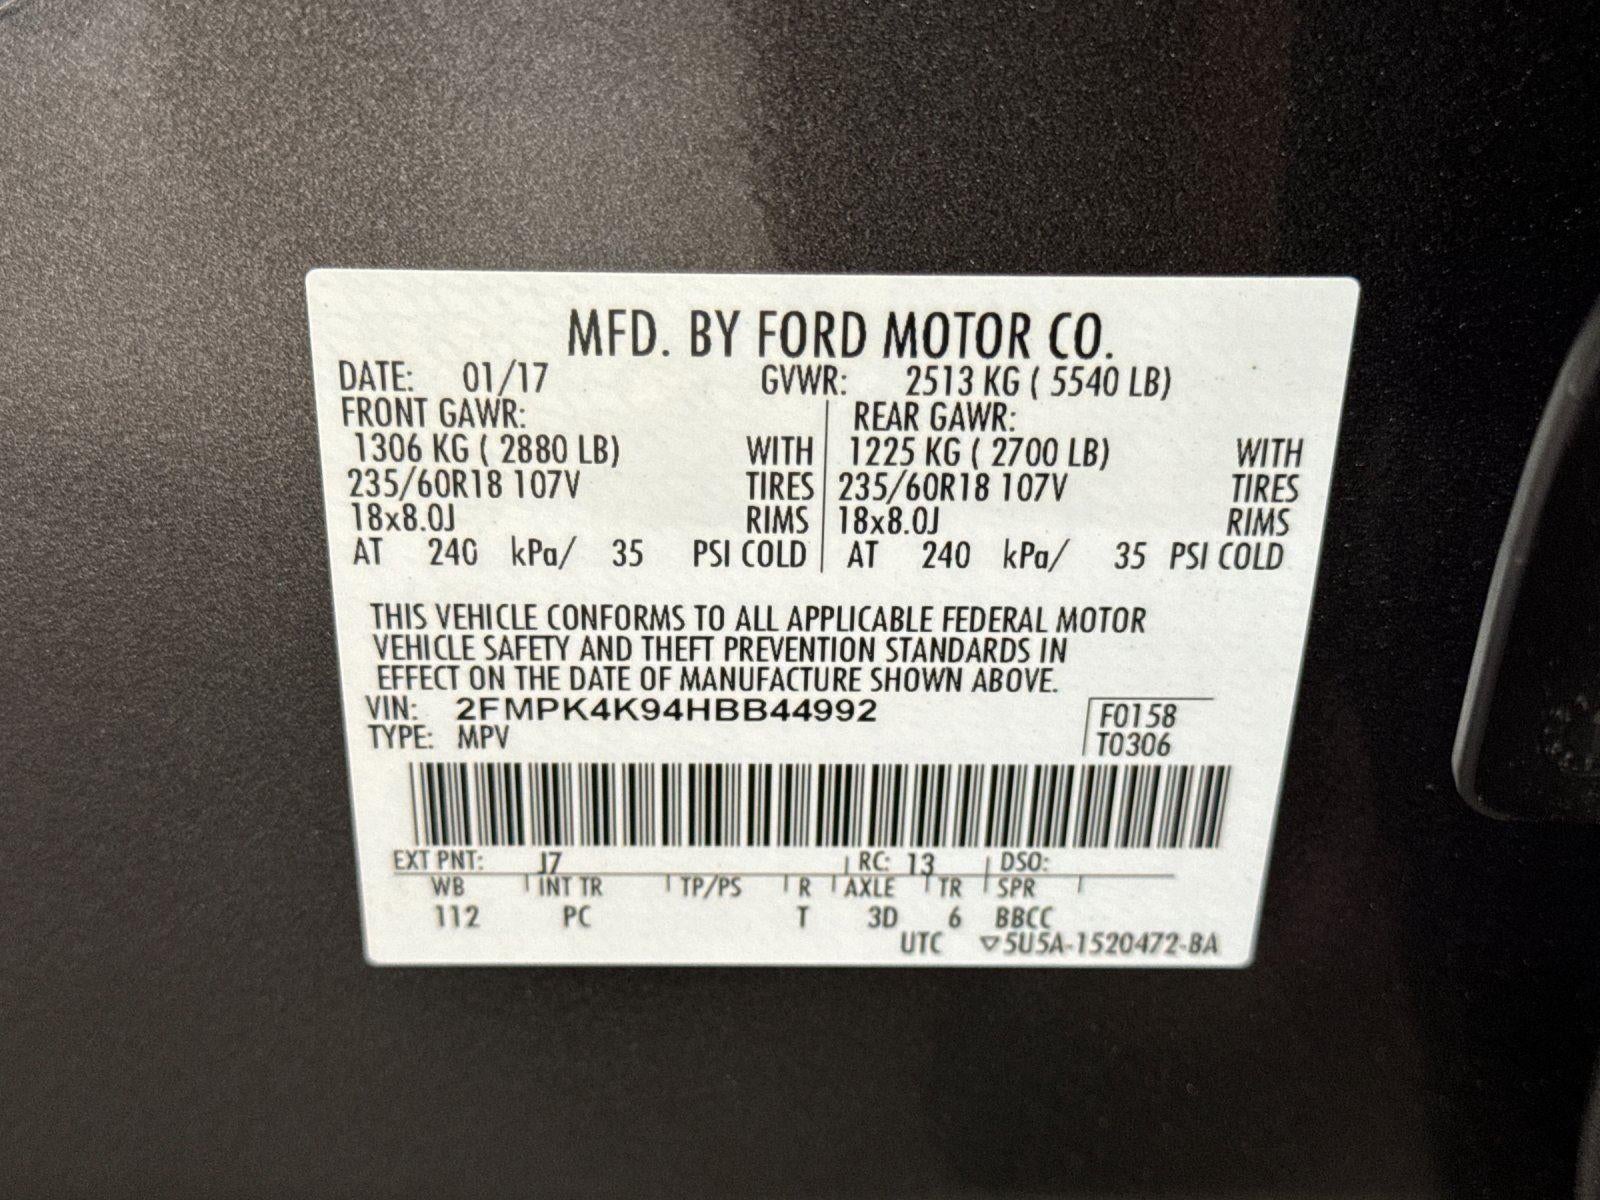 MFD. BY FORD MOTOR CO.
DATE: 01/17 GVWR: 2513 KG ( 5540 LB)
FRONT GAWR: REAR GAWR:
1306 KG ( 2880 LB) WITH 1225 KG ( 2700 LB) WITH
235/60R18 107V TIRES 235/60R18 107V TIRES
18x8.0J RIMS 18x8.0J RIMS
AT 240 kPa/ 35 PSI COLD AT 240 kPa/ 35 PSI COLD
THIS VEHICLE CONFORMS TO ALL APPLICABLE FEDERAL MOTOR
VEHICLE SAFETY AND THEFT PREVENTION STANDARDS IN
EFFECT ON THE DATE OF MANUFACTURE SHOWN ABOVE.
VIN: 2FMPK4K94HBB44992 F0158
TYPE: MPV T0306
EXT PNT: J7 RC: 13 DSO:
WB INT TR TP/PS R AXLE TR SPR
112 PC T 3D 6 BBCC
UTC ▽5U5A-1520472-BA